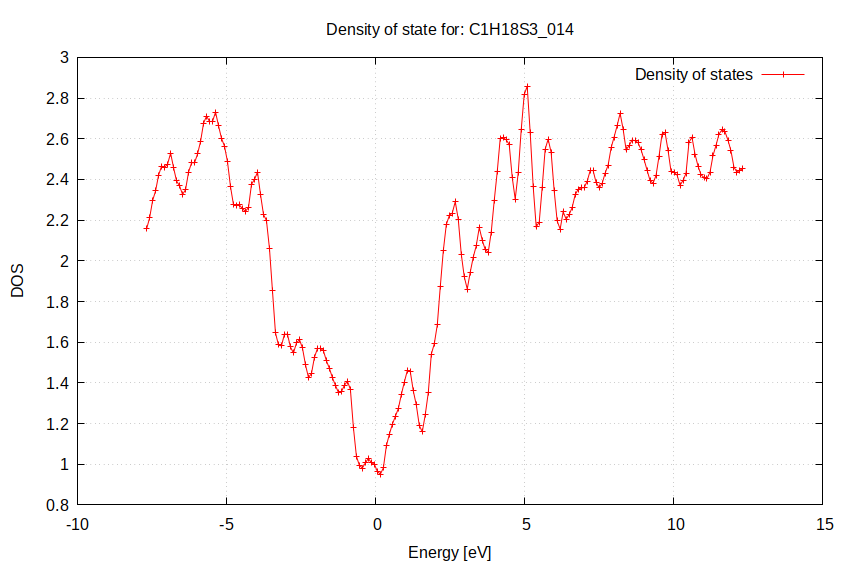 Density of state for: C1H18S3_014
Density of states
3
2.8
2.6
2.4
2.2
2
1.8
1.6
1.4
1.2
1
0.8
DOS
-10 -5 0 5 10 15
Energy [eV]